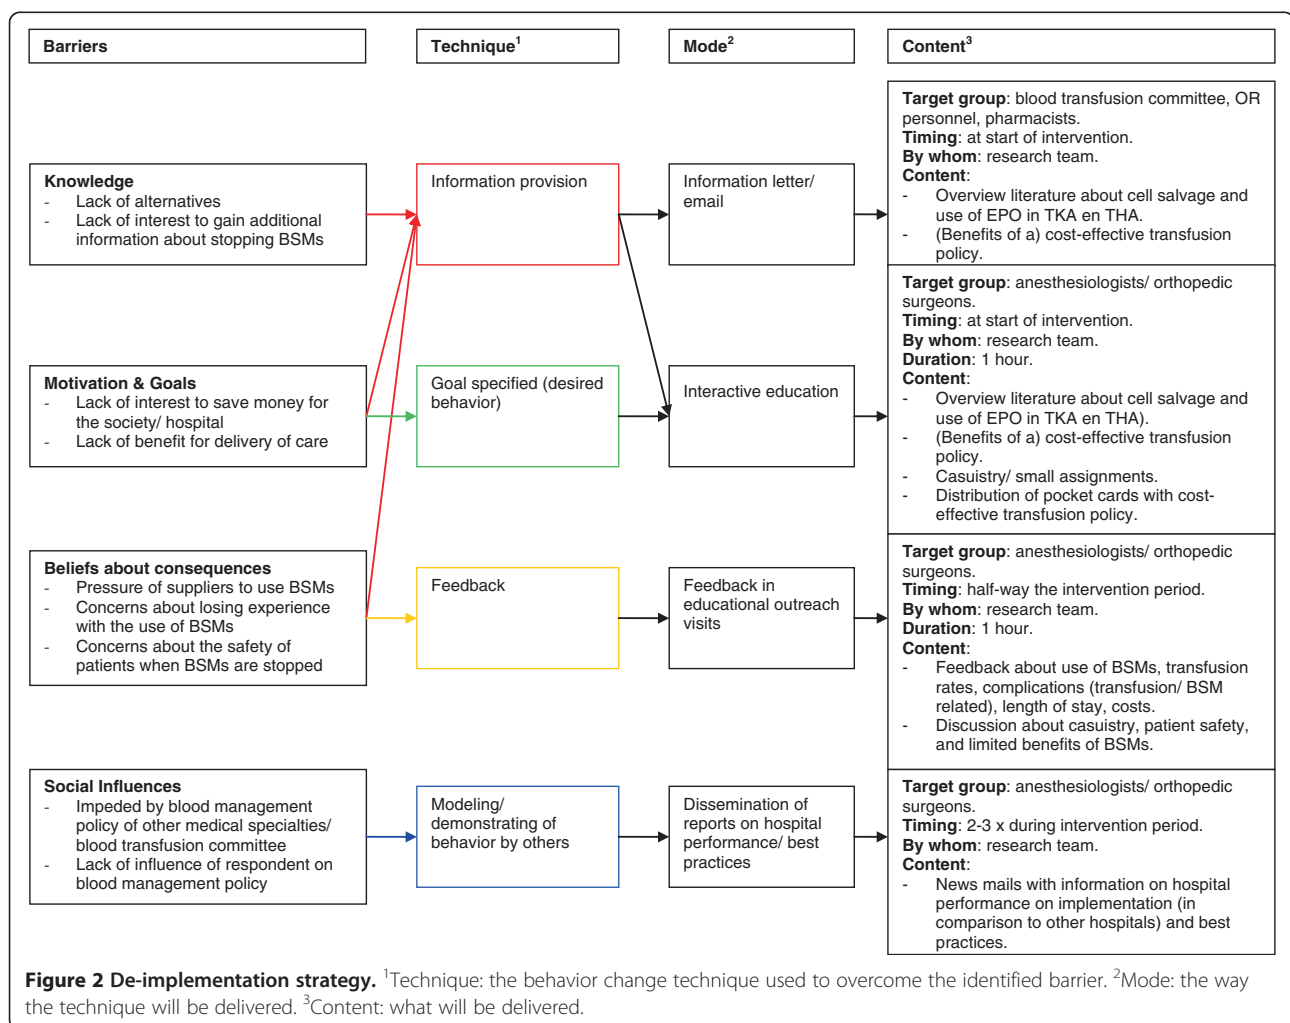 Barriers
Technique1
Mode2
Content3
Knowledge
- Lack of alternatives
- Lack of interest to gain additional
information about stopping BSMs
Information provision
Information letter/
email
Target group: blood transfusion committee, OR
personnel, pharmacists.
Timing: at start of intervention.
By whom: research team.
Content:
- Overview literature about cell salvage and
use of EPO in TKA en THA.
- (Benefits of a) cost-effective transfusion
policy.
Motivation & Goals
- Lack of interest to save money for
the society/ hospital
- Lack of benefit for delivery of care
Goal specified (desired
behavior)
Interactive education
Target group: anesthesiologists/ orthopedic
surgeons.
Timing: at start of intervention.
By whom: research team.
Duration: 1 hour.
Content:
- Overview literature about cell salvage and
use of EPO in TKA en THA).
- (Benefits of a) cost-effective transfusion
policy.
- Casuistry/ small assignments.
- Distribution of pocket cards with cost-
effective transfusion policy.
Beliefs about consequences
- Pressure of suppliers to use BSMs
- Concerns about losing experience
with the use of BSMs
- Concerns about the safety of
patients when BSMs are stopped
Feedback
Feedback in
educational outreach
visits
Target group: anesthesiologists/ orthopedic
surgeons.
Timing: half-way the intervention period.
By whom: research team.
Duration: 1 hour.
Content:
- Feedback about use of BSMs, transfusion
rates, complications (transfusion/ BSM
related), length of stay, costs.
- Discussion about casuistry, patient safety,
and limited benefits of BSMs.
Social Influences
- Impeded by blood management
policy of other medical specialties/
blood transfusion committee
- Lack of influence of respondent on
blood management policy
Modeling/
demonstrating of
behavior by others
Dissemination of
reports on hospital
performance/ best
practices
Target group: anesthesiologists/ orthopedic
surgeons.
Timing: 2-3 x during intervention period.
By whom: research team.
Content:
- News mails with information on hospital
performance on implementation (in
comparison to other hospitals) and best
practices.
Figure 2 De-implementation strategy. 1Technique: the behavior change technique used to overcome the identified barrier. 2Mode: the way
the technique will be delivered. 3Content: what will be delivered.